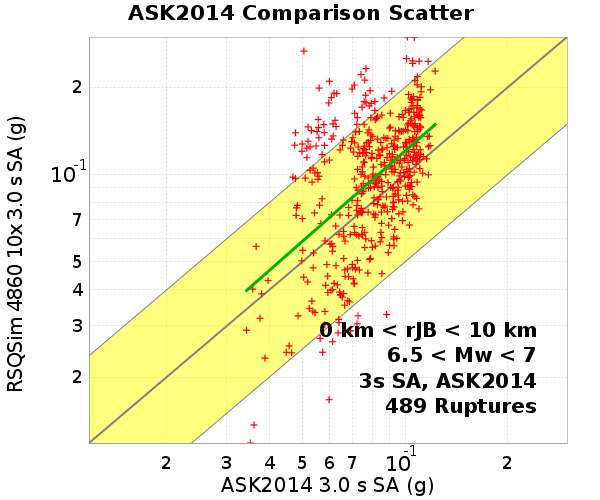 ASK2014 Comparison Scatter
RSQSim 4860 10x 3.0 s SA (g)
2
10-1
7
5
4
3
2
0 km < rJB < 10 km
6.5 < Mw < 7
3s SA, ASK2014
489 Ruptures
2 3 4 5 6 7 10-1 2
ASK2014 3.0 s SA (g)